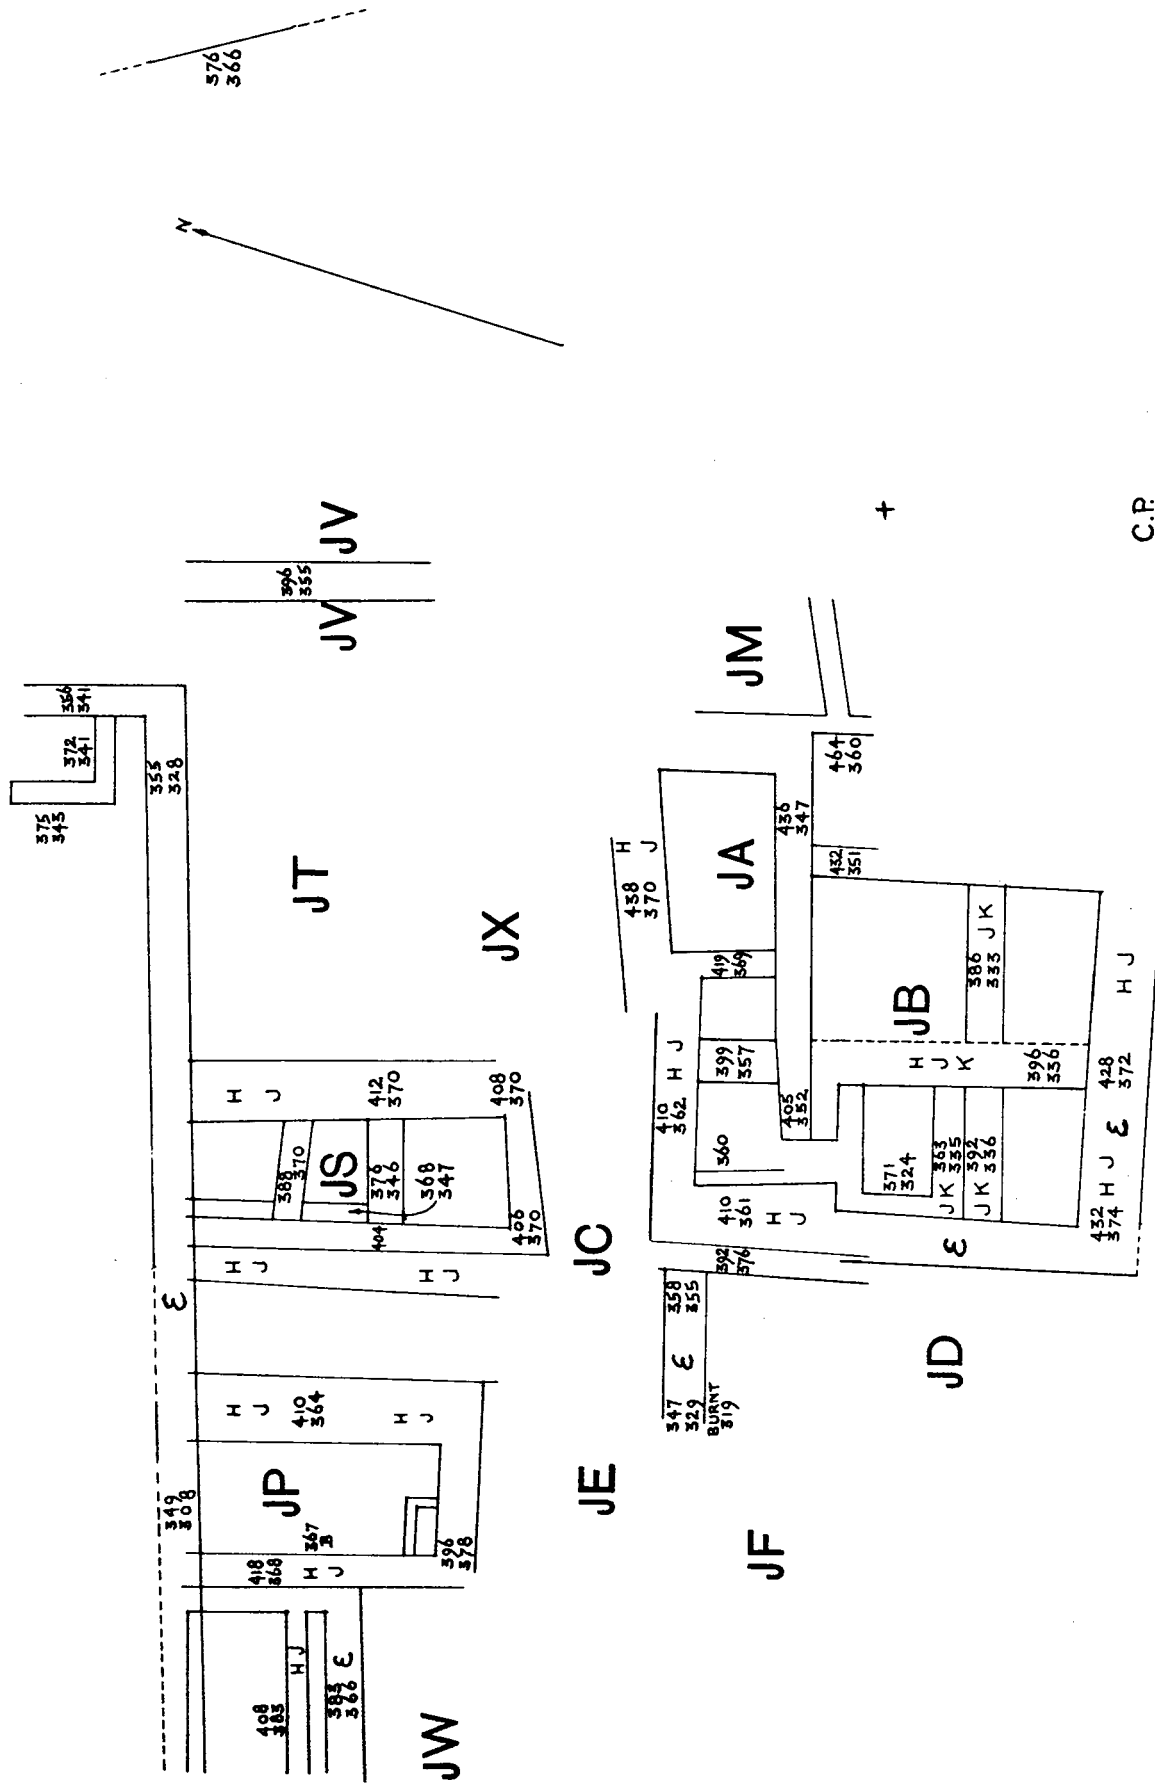 376
366
N
JV
396
355
JV
356
341
372
341
375
343
353
328
JT
JX
H J
412
370
408
370
388
370
JS
376
346
368
347
404
406
370
H J
H J
ε
JC
H J
410
364
H J
349
308
JP
367
B
396
378
418
368
H J
JE
408
383
H J
383
366
ε
JW
JM
+
C.P.
464
360
436
347
432
351
JA
H J
438
370
419
369
H J
399
357
410
362
405
352
360
410
361
H J
392
376
JB
386
333
J K
H J
H J K
396
336
428
372
371
324
363
335
J K
392
336
J K
ε
H J
432
374
ε
358
355
ε
347
329
BURNT
319
JD
JF